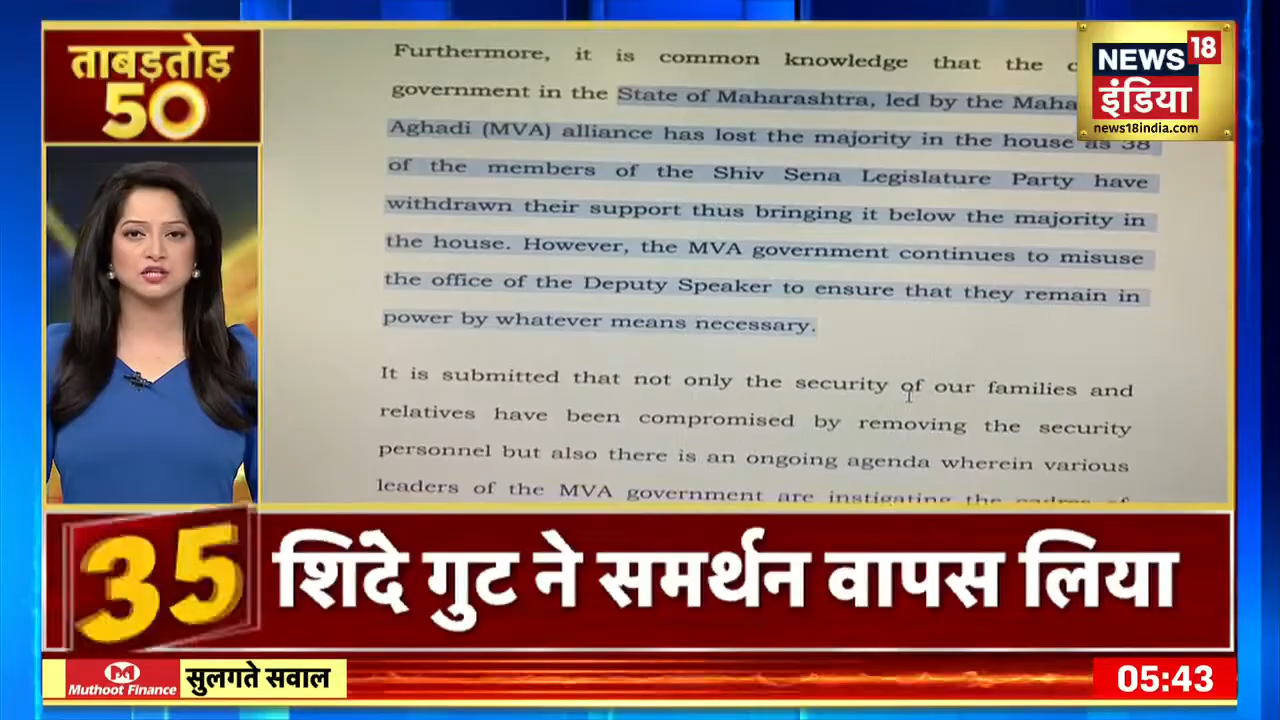 ताबड़तोड़
50
NEWS 18
इंडिया
news18india.com
Furthermore, it is common knowledge that the
government in the State of Maharashtra, led by the
Aghadi (MVA) alliance has lost the majority in the house as 38
of the members of the Shiv Sena Legislature Party have
withdrawn their support thus bringing it below the majority in
the house. However, the MVA government continues to misuse
the office of the Deputy Speaker to ensure that they remain in
power by whatever means necessary.
It is submitted that not only the security of our families and
relatives have been compromised by removing the security
personnel but also there is an ongoing agenda wherein various
leaders of the MVA government are instigating the cadres of
35 शिंदे गुट ने समर्थन वापस लिया
Muthoot Finance
सुलगते सवाल
05:43